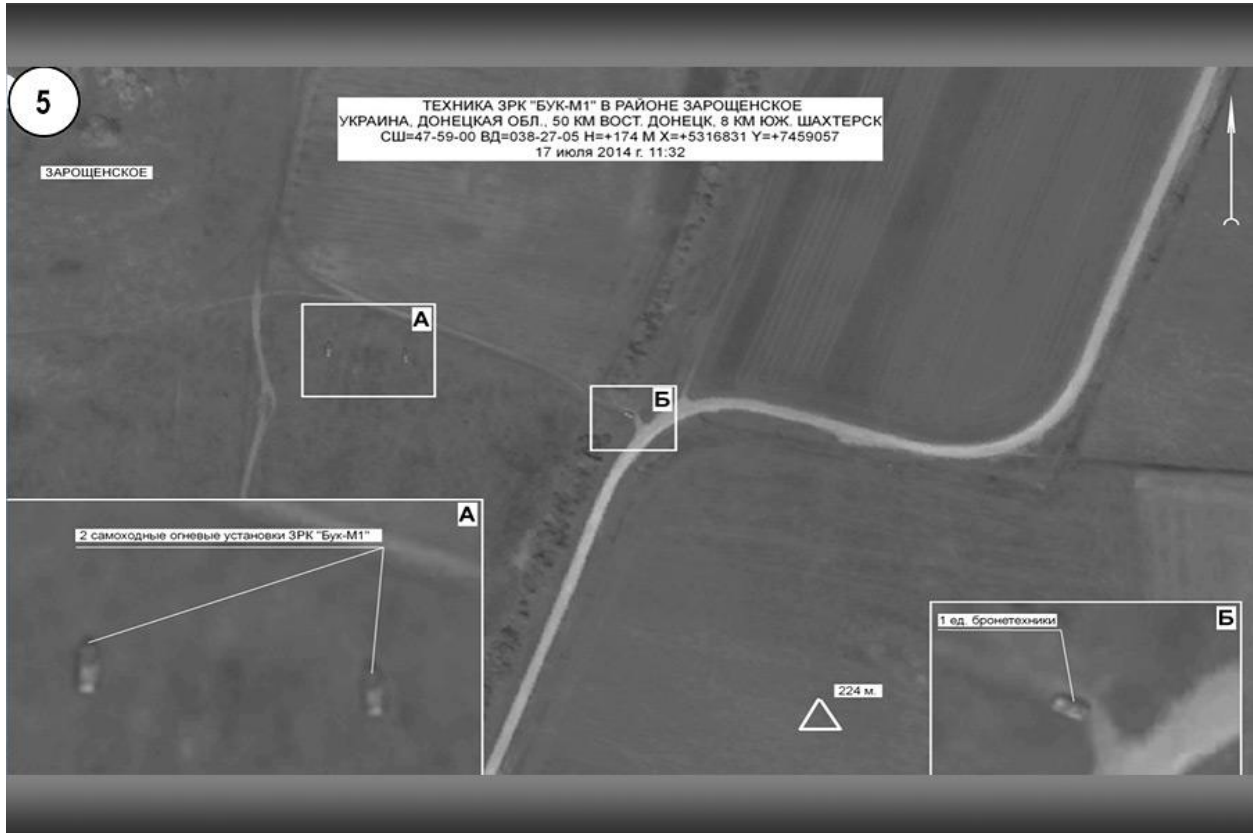 5
ТЕХНИКА ЗРК "БУК-М1" В РАЙОНЕ ЗАРОЩЕНСКОЕ
УКРАИНА, ДОНЕЦКАЯ ОБЛ., 50 КМ ВОСТ. ДОНЕЦК, 8 КМ ЮЖ. ШАХТЕРСК
СШ=47-59-00 ВД=038-27-05 Н=+174 М X=+5316831 Y=+7459057
17 июля 2014 г. 11:32
ЗАРОЩЕНСКОЕ
А
Б
А
2 самоходные огневые установки ЗРК "Бук-М1"
Б
1 ед. бронетехники
224 м.